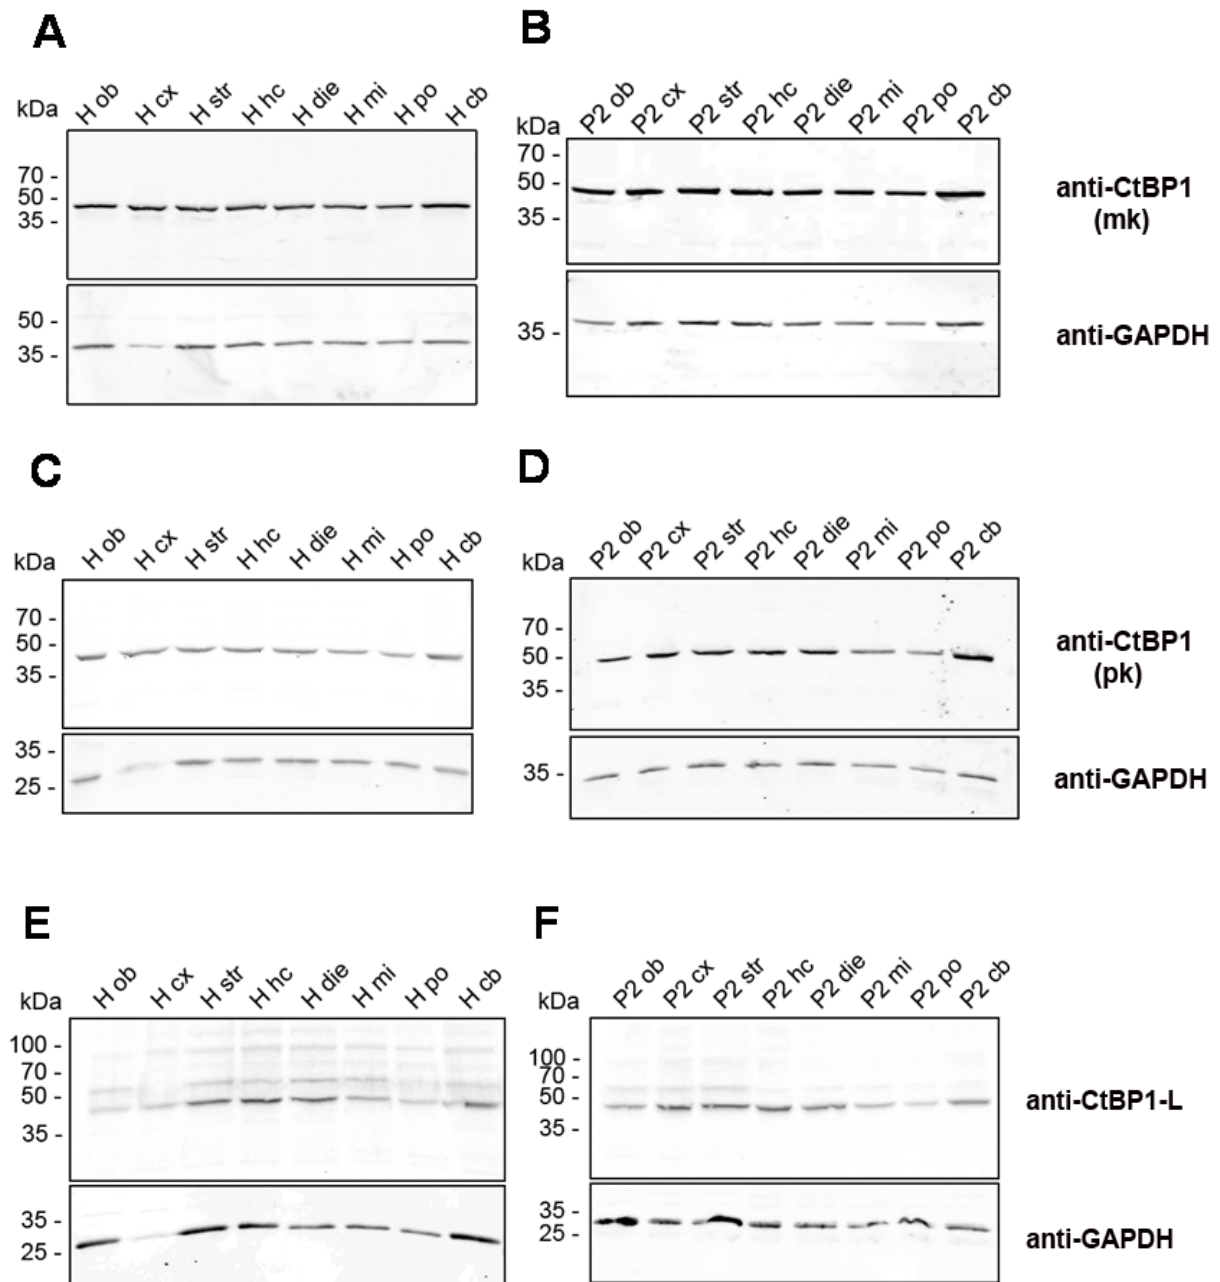 A
kDa
H ob H cx H str H hc H die H mi H po H cb
70 -
50 -
35 -
50 -
35 -
B
kDa
P2 ob P2 cx P2 str P2 hc P2 die P2 mi P2 po P2 cb
70 -
50 -
35 -
35 -
anti-CtBP1
(mk)
anti-GAPDH
C
kDa
H ob H cx H str H hc H die H mi H po H cb
70 -
50 -
35 -
35 -
25 -
D
kDa
P2 ob P2 cx P2 str P2 hc P2 die P2 mi P2 po P2 cb
70 -
50 -
35 -
35 -
anti-CtBP1
(pk)
anti-GAPDH
E
kDa
H ob H cx H str H hc H die H mi H po H cb
100 -
70 -
50 -
35 -
35 -
25 -
F
kDa
P2 ob P2 cx P2 str P2 hc P2 die P2 mi P2 po P2 cb
100 -
70 -
50 -
35 -
35 -
25 -
anti-CtBP1-L
anti-GAPDH